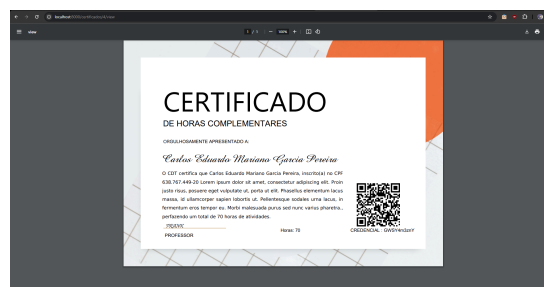 localhost
view
1 / 1
100%
CERTIFICADO
DE HORAS COMPLEMENTARES
ORGULHOSAMENTE APRESENTADO A:
Carlos Eduardo Mariano Garcia Pereira
O CDT certifica que Carlos Eduardo Mariano Garcia Pereira, inscrito(a) no CPF
638.767.449-20 Lorem ipsum dolor sit amet, consectetur adipiscing elit. Proin
justo risus, posuere eget vulputate ut, porta ut elit. Phasellus elementum lacus
massa, id ullamcorper sapien lobortis ut. Pellentesque sodales urna lacus, in
fermentum eros tempor eu. Morbi malesuada purus sed nunc varius pharetra.,
perfazendo um total de 70 horas de atividades.
Horas: 70
PROFESSOR
CREDENCIAL :